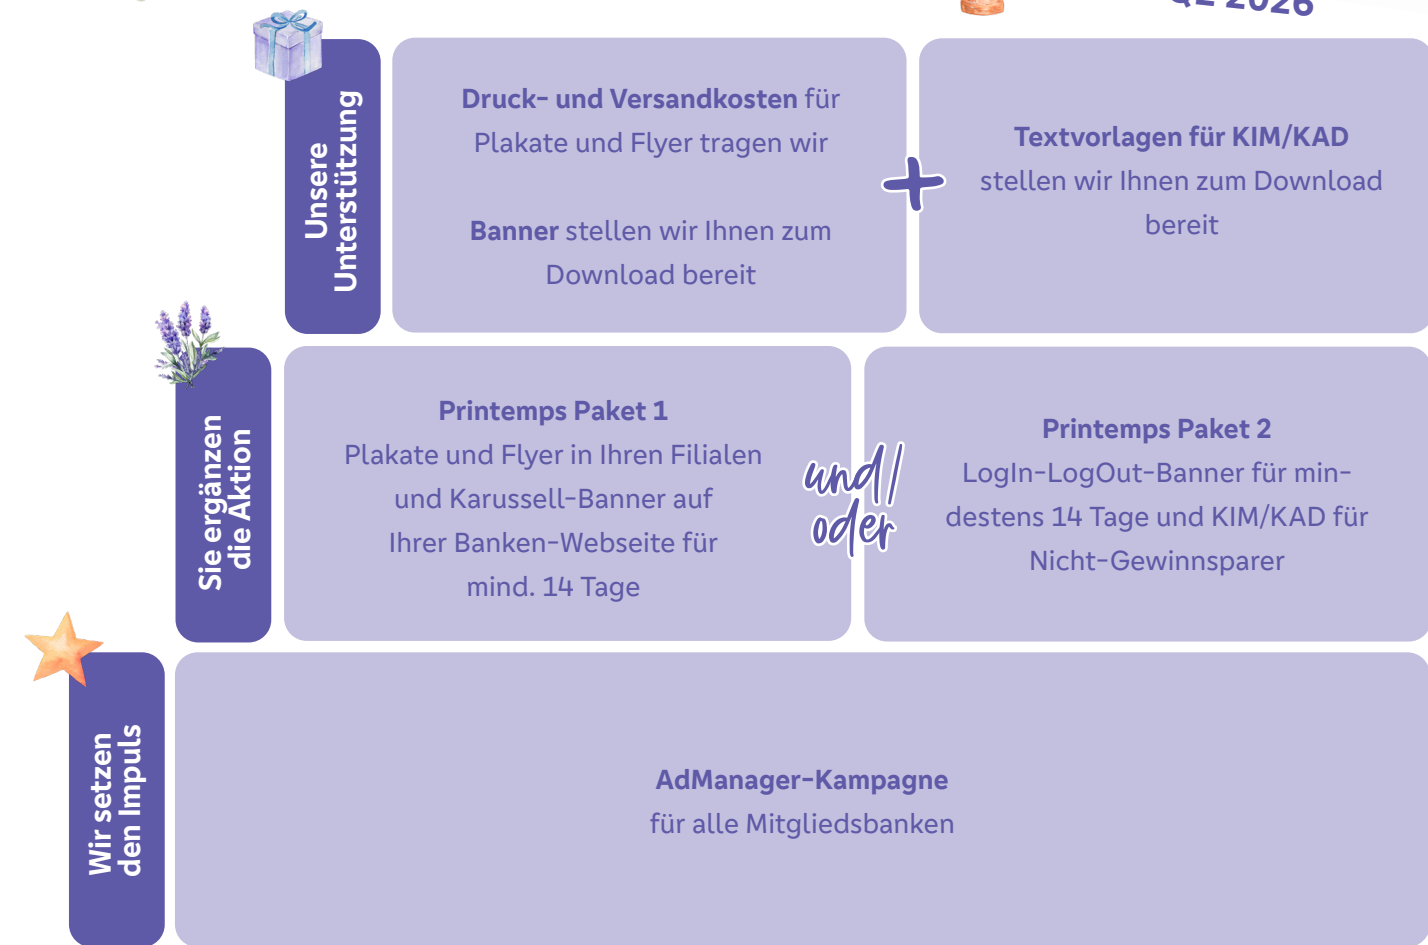 Q2 2026
Unsere
Unterstützung
Druck- und Versandkosten für
Plakate und Flyer tragen wir
Banner stellen wir Ihnen zum
Download bereit
+
Textvorlagen für KIM/KAD
stellen wir Ihnen zum Download
bereit
Sie ergänzen
die Aktion
Printemps Paket 1
Plakate und Flyer in Ihren Filialen
und Karussell-Banner auf
Ihrer Banken-Webseite für
mind. 14 Tage
und/
oder
Printemps Paket 2
LogIn-LogOut-Banner für min-
destens 14 Tage und KIM/KAD für
Nicht-Gewinnsparer
Wir setzen
den Impuls
AdManager-Kampagne
für alle Mitgliedsbanken